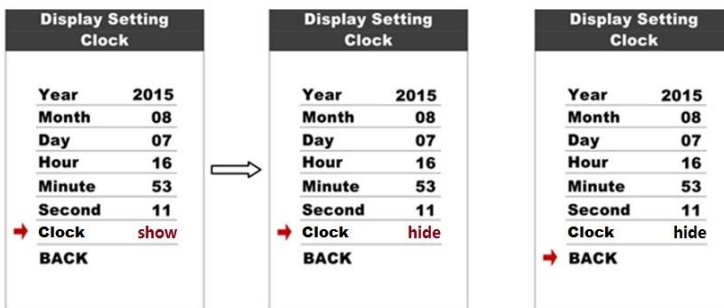 Display Setting
Clock
Year 2015
Month 08
Day 07
Hour 16
Minute 53
Second 11
Clock show
BACK
Display Setting
Clock
Year 2015
Month 08
Day 07
Hour 16
Minute 53
Second 11
Clock hide
BACK
Display Setting
Clock
Year 2015
Month 08
Day 07
Hour 16
Minute 53
Second 11
Clock hide
BACK